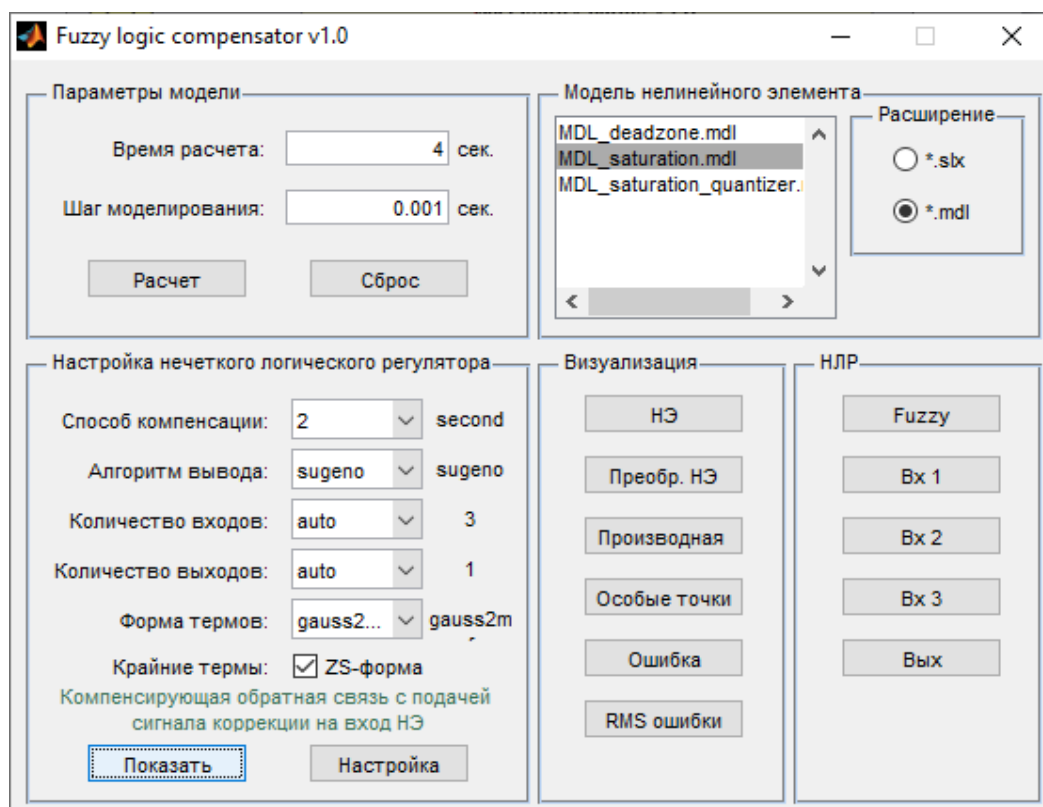 Fuzzy logic compensator v1.0
Параметры модели
Время расчета: 4 сек.
Шаг моделирования: 0.001 сек.
Расчет Сброс
Модель нелинейного элемента
MDL_deadzone.mdl
MDL_saturation.mdl
MDL_saturation_quantizer.
Расширение
*.slx
*.mdl
Настройка нечеткого логического регулятора
Способ компенсации: 2 second
Алгоритм вывода: sugeno sugeno
Количество входов: auto 3
Количество выходов: auto 1
Форма термов: gauss2... gauss2m
Крайние термы: ZS-форма
Компенсирующая обратная связь с подачей
сигнала коррекции на вход НЭ
Показать Настройка
Визуализация
НЭ
Преобр. НЭ
Производная
Особые точки
Ошибка
RMS ошибки
НЛР
Fuzzy
Вх 1
Вх 2
Вх 3
Вых